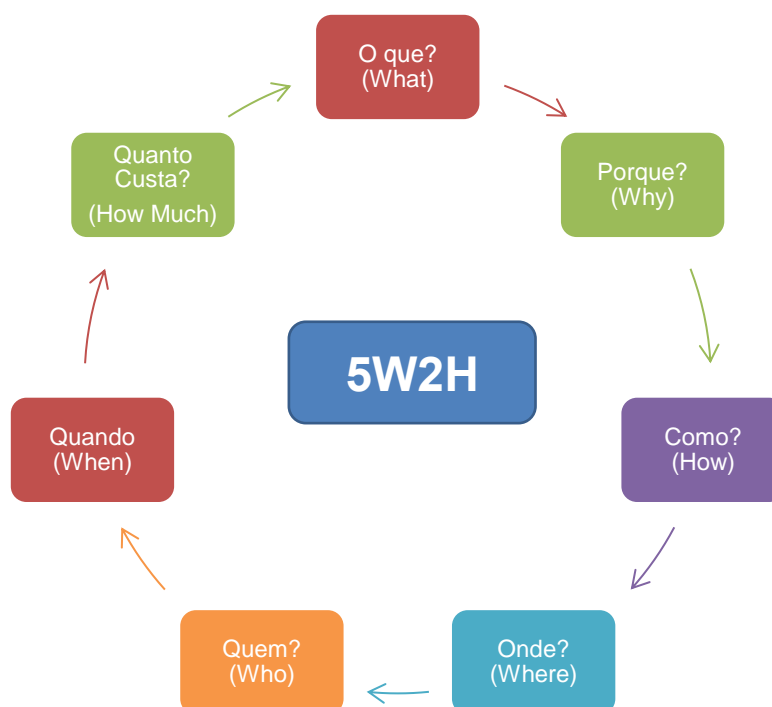 O que?
(What)
Porque?
(Why)
Como?
(How)
Onde?
(Where)
Quem?
(Who)
Quando
(When)
Quanto
Custa?
(How Much)
5W2H